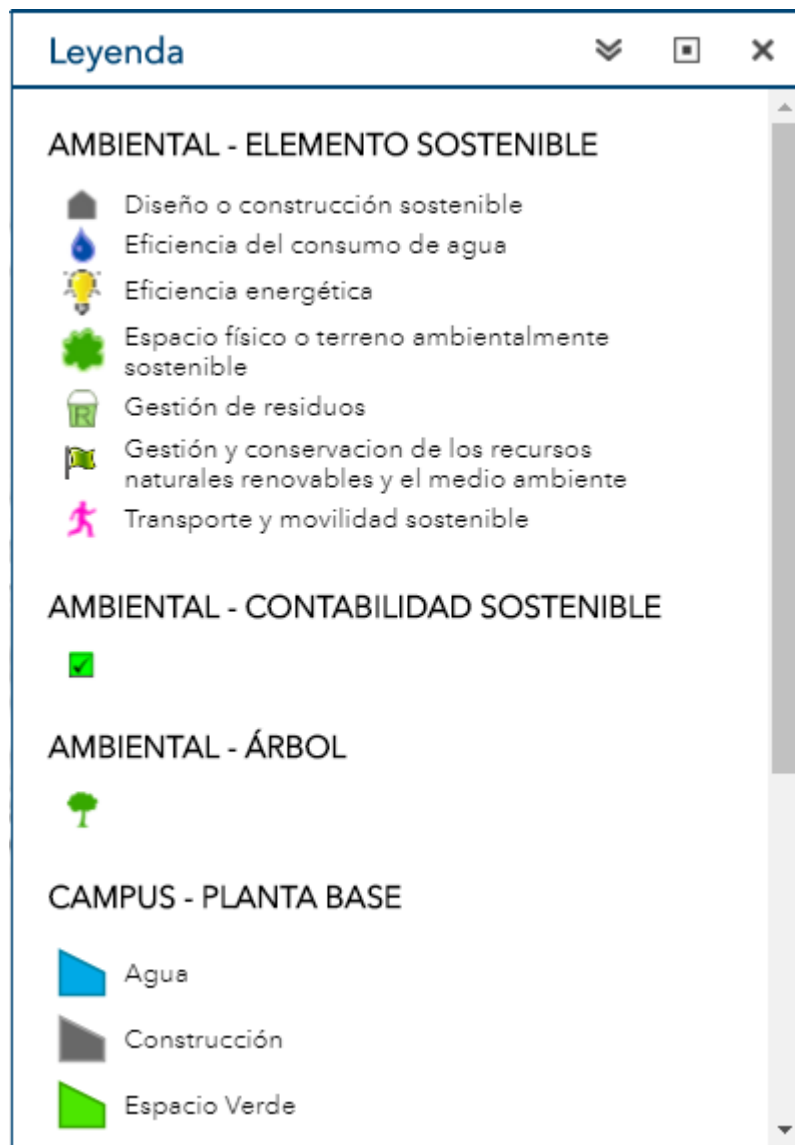 Leyenda
AMBIENTAL - ELEMENTO SOSTENIBLE
Diseño o construcción sostenible
Eficiencia del consumo de agua
Eficiencia energética
Espacio físico o terreno ambientalmente
sostenible
R
Gestión de residuos
Gestión y conservacion de los recursos
naturales renovables y el medio ambiente
Transporte y movilidad sostenible
AMBIENTAL - CONTABILIDAD SOSTENIBLE
AMBIENTAL - ÁRBOL
CAMPUS - PLANTA BASE
Agua
Construcción
Espacio Verde